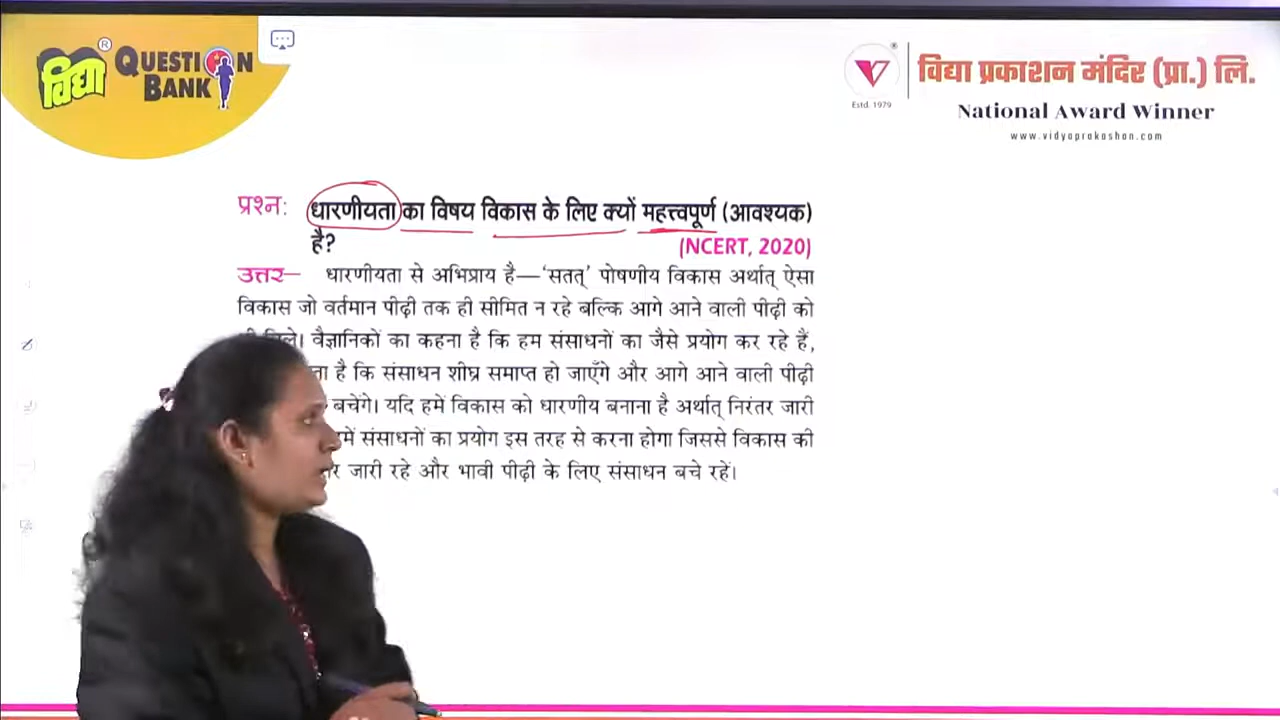 विद्या
®
QUESTION
BANK
Estd. 1979
विद्या प्रकाशन मंदिर (प्रा.) लि.
National Award Winner
www.vidyaprakashan.com
प्रश्न: धारणीयता का विषय विकास के लिए क्यों महत्त्वपूर्ण (आवश्यक)
है? (NCERT, 2020)
उत्तर— धारणीयता से अभिप्राय है—‘सतत्’ पोषणीय विकास अर्थात् ऐसा
विकास जो वर्तमान पीढ़ी तक ही सीमित न रहे बल्कि आगे आने वाली पीढ़ी को
वैज्ञानिकों का कहना है कि हम संसाधनों का जैसे प्रयोग कर रहे हैं,
है कि संसाधन शीघ्र समाप्त हो जाएँगे और आगे आने वाली पीढ़ी
बचेंगे। यदि हमें विकास को धारणीय बनाना है अर्थात् निरंतर जारी
संसाधनों का प्रयोग इस तरह से करना होगा जिससे विकास की
जारी रहे और भावी पीढ़ी के लिए संसाधन बचे रहें।